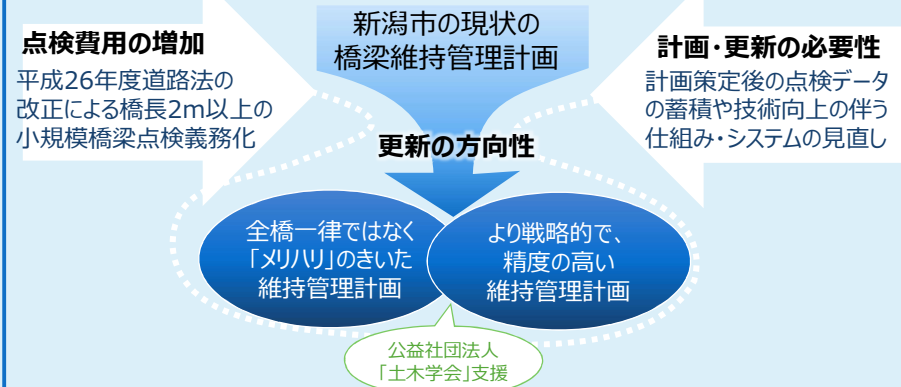 新潟市の現状の
橋梁維持管理計画
点検費用の増加
平成26年度道路法の
改正による橋長2m以上の
小規模橋梁点検義務化
計画・更新の必要性
計画策定後の点検データ
の蓄積や技術向上の伴う
仕組み・システムの見直し
更新の方向性
全橋一律ではなく
「メリハリ」のきいた
維持管理計画
より戦略的で、
精度の高い
維持管理計画
公益社団法人
「土木学会」支援